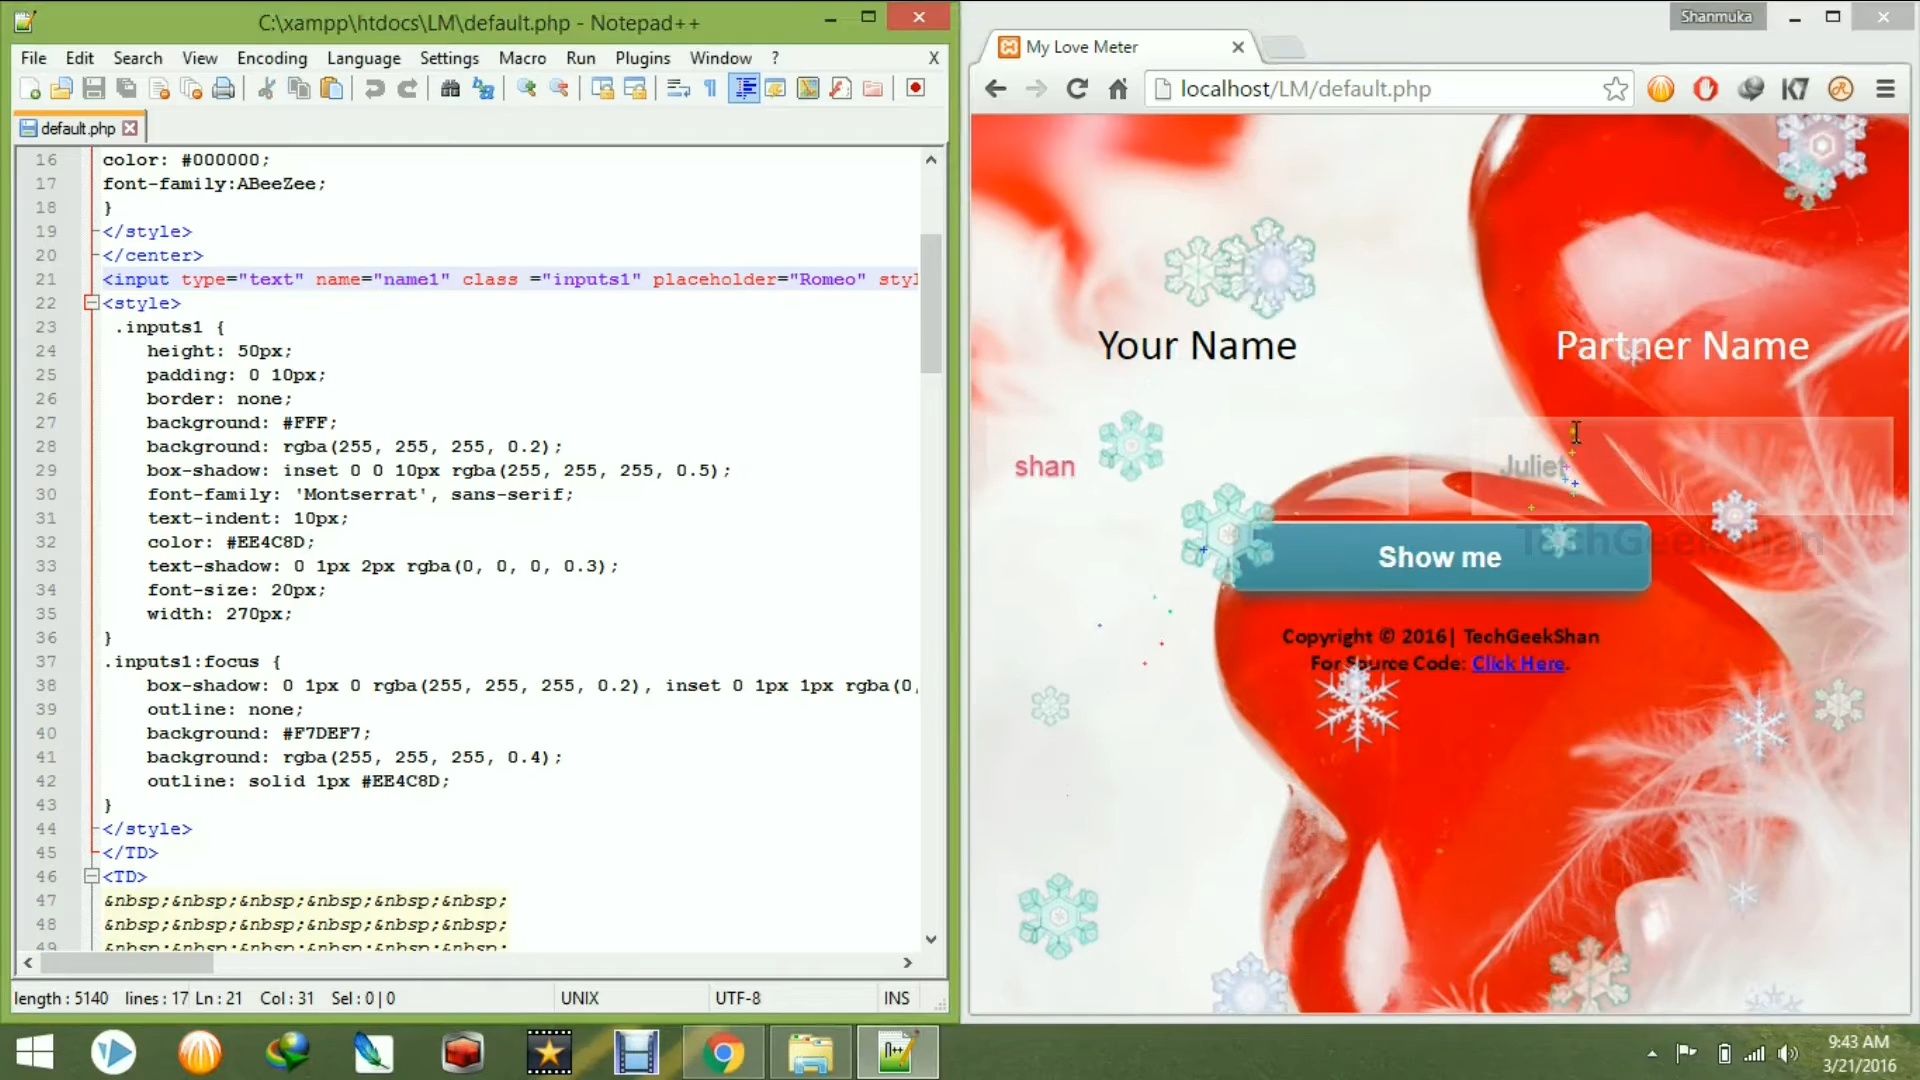 C:\xampp\htdocs\LM\default.php - Notepad++
File Edit Search View Encoding Language Settings Macro Run Plugins Window ? X
default.php
16 color: #000000;
17 font-family:ABeeZee;
18 }
19 </style>
20 </center>
21 <input type="text" name="name1" class ="inputs1" placeholder="Romeo" styl
22 <style>
23 .inputs1 {
24 height: 50px;
25 padding: 0 10px;
26 border: none;
27 background: #FFF;
28 background: rgba(255, 255, 255, 0.2);
29 box-shadow: inset 0 0 10px rgba(255, 255, 255, 0.5);
30 font-family: 'Montserrat', sans-serif;
31 text-indent: 10px;
32 color: #EE4C8D;
33 text-shadow: 0 1px 2px rgba(0, 0, 0, 0.3);
34 font-size: 20px;
35 width: 270px;
36 }
37 .inputs1:focus {
38 box-shadow: 0 1px 0 rgba(255, 255, 255, 0.2), inset 0 1px 1px rgba(0,
39 outline: none;
40 background: #F7DEF7;
41 background: rgba(255, 255, 255, 0.4);
42 outline: solid 1px #EE4C8D;
43 }
44 </style>
45 </TD>
46 <TD>
47 &nbsp;&nbsp;&nbsp;&nbsp;&nbsp;&nbsp;
48 &nbsp;&nbsp;&nbsp;&nbsp;&nbsp;&nbsp;
49 &nbsp;&nbsp;&nbsp;&nbsp;&nbsp;&nbsp;
length : 5140 lines : 17 Ln : 21 Col : 31 Sel : 0 | 0 UNIX UTF-8 INS
Shanmuka
My Love Meter
localhost/LM/default.php
K7
Your Name Partner Name
shan Juliet
TechGeekShan
Show me
Copyright © 2016| TechGeekShan
For Source Code: Click Here.
9:43 AM
3/21/2016